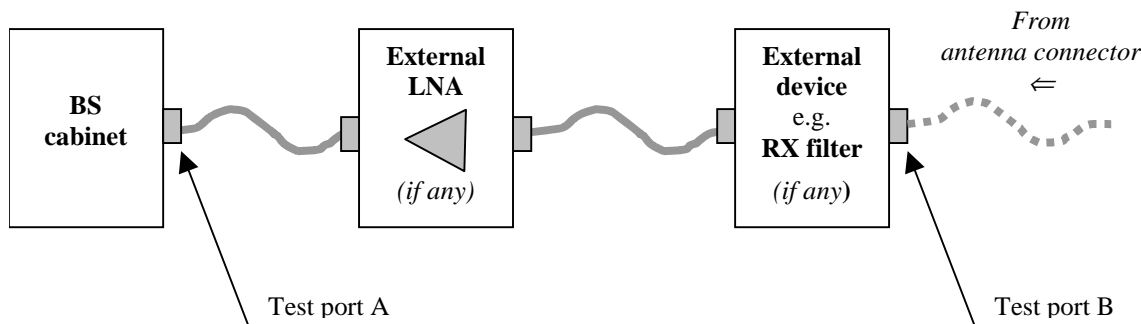 BS
cabinet
External
LNA
(if any)
External
device
e.g.
RX filter
(if any)
From
antenna connector
⇐
Test port A
Test port B